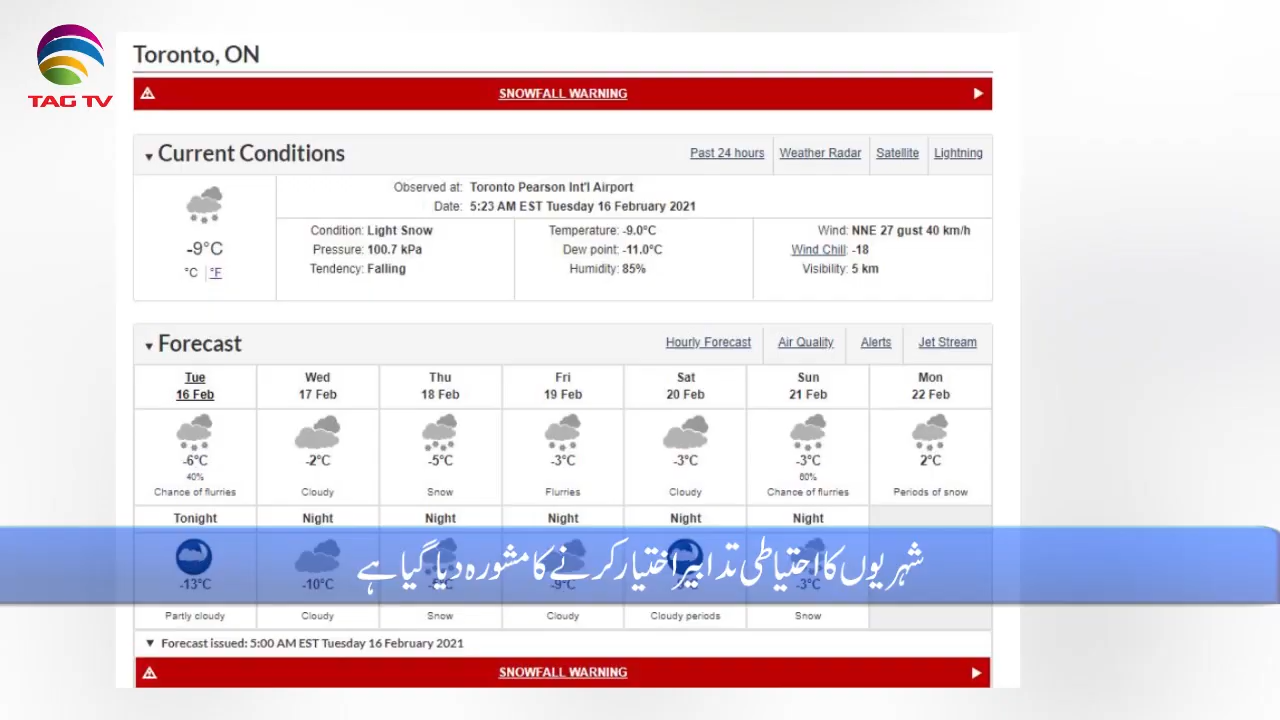 TAG TV
Toronto, ON
SNOWFALL WARNING
Current Conditions
Past 24 hours Weather Radar Satellite Lightning
Observed at: Toronto Pearson Int'l Airport
Date: 5:23 AM EST Tuesday 16 February 2021
-9°C
°C °F
Condition: Light Snow
Pressure: 100.7 kPa
Tendency: Falling
Temperature: -9.0°C
Dew point: -11.0°C
Humidity: 85%
Wind: NNE 27 gust 40 km/h
Wind Chill: -18
Visibility: 5 km
Forecast
Hourly Forecast Air Quality Alerts Jet Stream
Tue Wed Thu Fri Sat Sun Mon
16 Feb 17 Feb 18 Feb 19 Feb 20 Feb 21 Feb 22 Feb
-6°C -2°C -5°C -3°C -3°C -3°C 2°C
40% 60%
Chance of flurries Cloudy Snow Flurries Cloudy Chance of flurries Periods of snow
Tonight Night Night Night Night Night
شہریوں کا احتیاطی تدابیر اختیار کرنے کا مشورہ دیا گیا ہے
-13°C -10°C -9°C -3°C
Partly cloudy Cloudy Snow Cloudy Cloudy periods Snow
Forecast issued: 5:00 AM EST Tuesday 16 February 2021
SNOWFALL WARNING